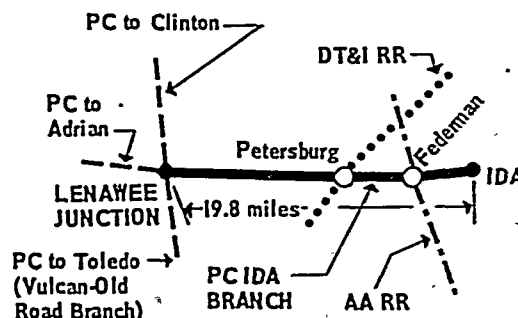 PC to Clinton
DT&I RR
PC to
Adrian
Petersburg
Federman
LENAWEE
JUNCTION
19.8 miles
IDA
PC to Toledo
(Vulcan-Old
Road Branch)
PC IDA
BRANCH
AA RR